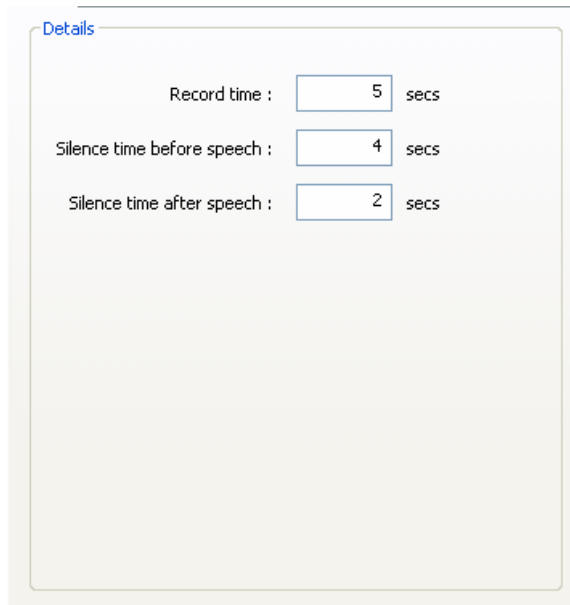 Details
Record time : 5 secs
Silence time before speech : 4 secs
Silence time after speech : 2 secs